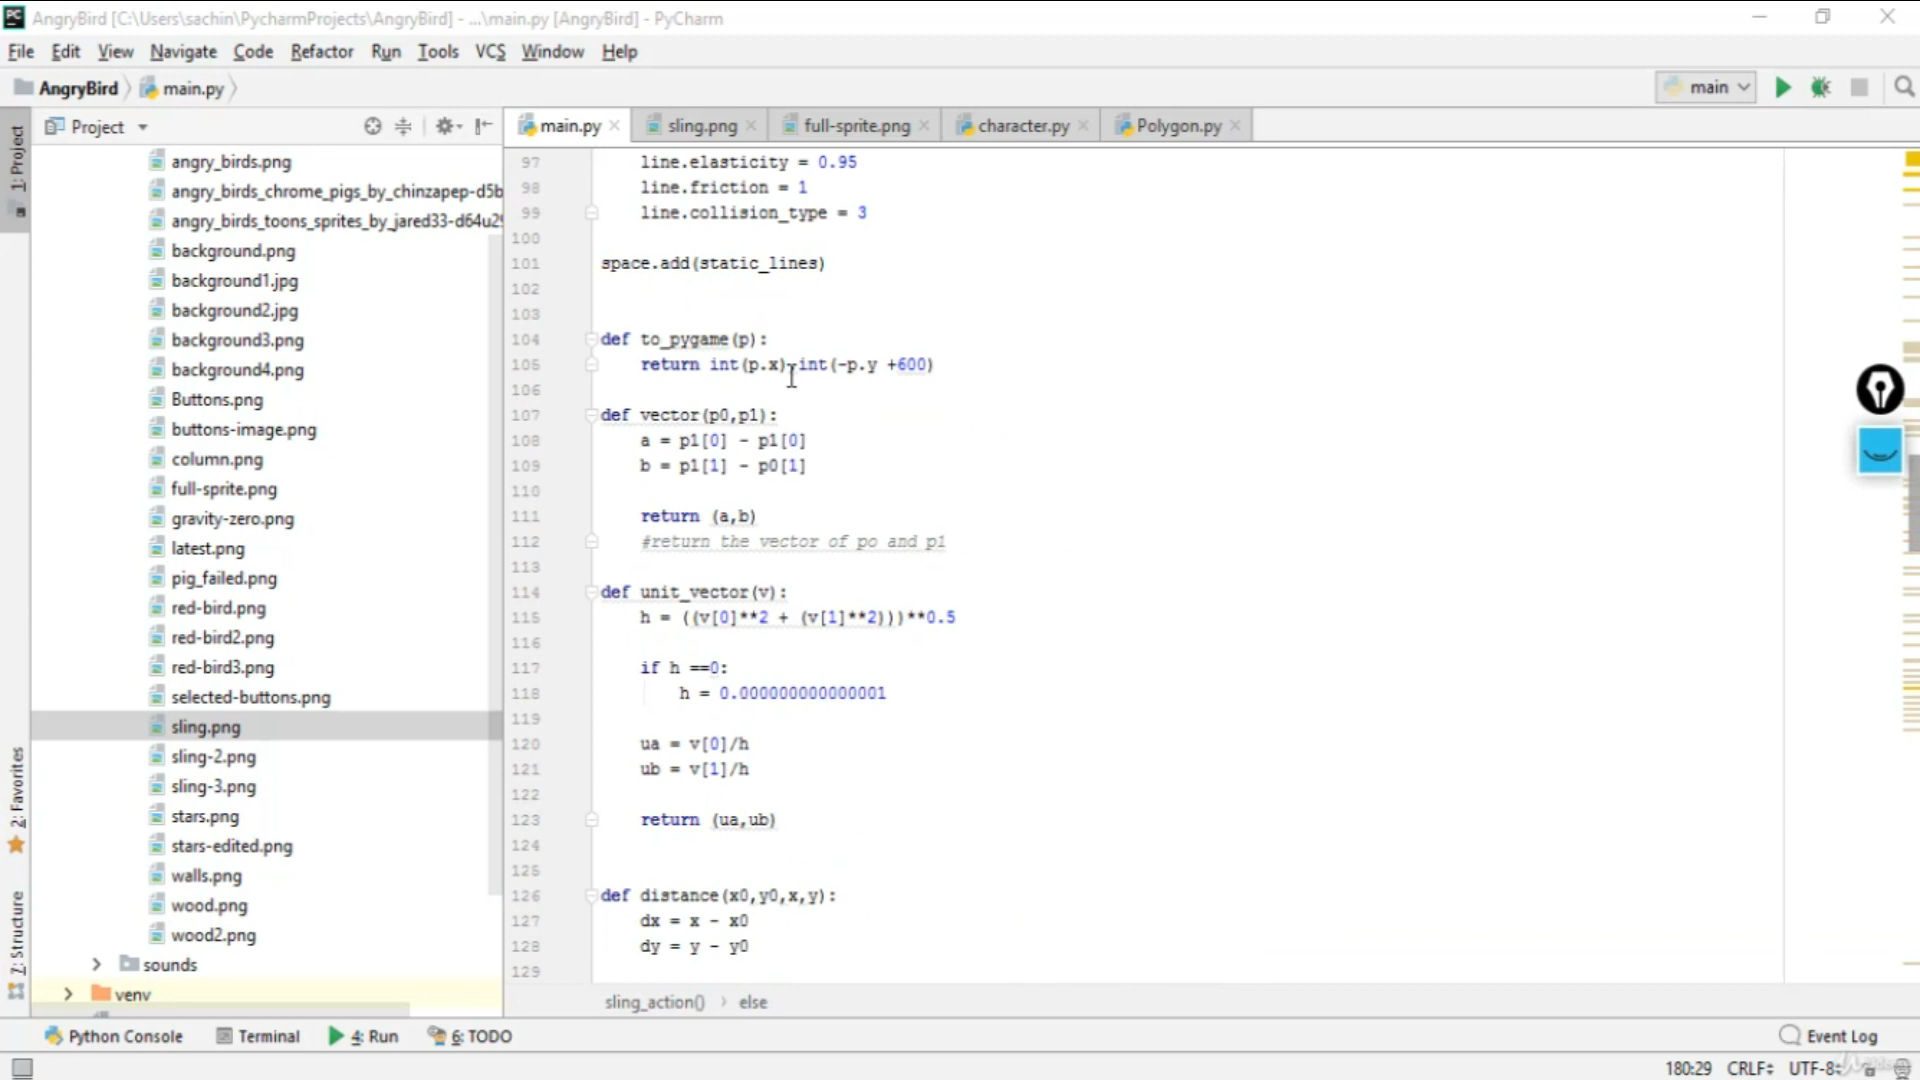 AngryBird [C:\Users\sachin\PycharmProjects\AngryBird] - ...\main.py [AngryBird] - PyCharm
File Edit View Navigate Code Refactor Run Tools VCS Window Help
AngryBird main.py main
1: Project
Project
main.py sling.png full-sprite.png character.py Polygon.py
angry_birds.png
angry_birds_chrome_pigs_by_chinzapep-d5b
angry_birds_toons_sprites_by_jared33-d64u2
background.png
background1.jpg
background2.jpg
background3.png
background4.png
Buttons.png
buttons-image.png
column.png
full-sprite.png
gravity-zero.png
latest.png
pig_failed.png
red-bird.png
red-bird2.png
red-bird3.png
selected-buttons.png
sling.png
sling-2.png
sling-3.png
stars.png
stars-edited.png
walls.png
wood.png
wood2.png
sounds
venv
2: Favorites
7: Structure
97 line.elasticity = 0.95
98 line.friction = 1
99 line.collision_type = 3
100
101 space.add(static_lines)
102
103
104 def to_pygame(p):
105 return int(p.x),int(-p.y +600)
106
107 def vector(p0,p1):
108 a = p1[0] - p1[0]
109 b = p1[1] - p0[1]
110
111 return (a,b)
112 #return the vector of po and p1
113
114 def unit_vector(v):
115 h = ((v[0]**2 + (v[1]**2)))**0.5
116
117 if h ==0:
118 h = 0.000000000000001
119
120 ua = v[0]/h
121 ub = v[1]/h
122
123 return (ua,ub)
124
125
126 def distance(x0,y0,x,y):
127 dx = x - x0
128 dy = y - y0
129
sling_action() › else
Python Console Terminal 4: Run 6: TODO Event Log
180:29 CRLF UTF-8